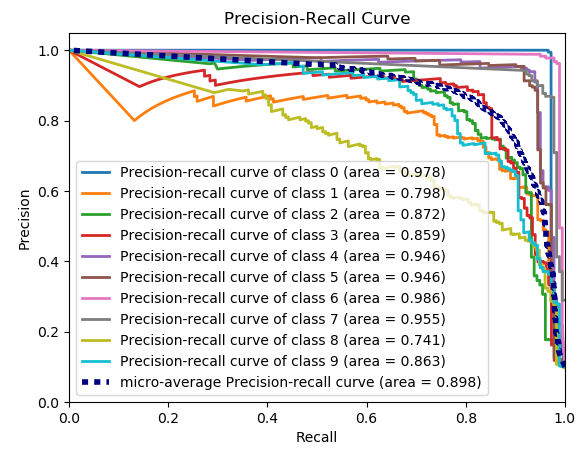 Precision-Recall Curve
1.0
0.8
0.6
0.4
0.2
0.0
Precision
Precision-recall curve of class 0 (area = 0.978)
Precision-recall curve of class 1 (area = 0.798)
Precision-recall curve of class 2 (area = 0.872)
Precision-recall curve of class 3 (area = 0.859)
Precision-recall curve of class 4 (area = 0.946)
Precision-recall curve of class 5 (area = 0.946)
Precision-recall curve of class 6 (area = 0.986)
Precision-recall curve of class 7 (area = 0.955)
Precision-recall curve of class 8 (area = 0.741)
Precision-recall curve of class 9 (area = 0.863)
micro-average Precision-recall curve (area = 0.898)
0.0 0.2 0.4 0.6 0.8 1.0
Recall